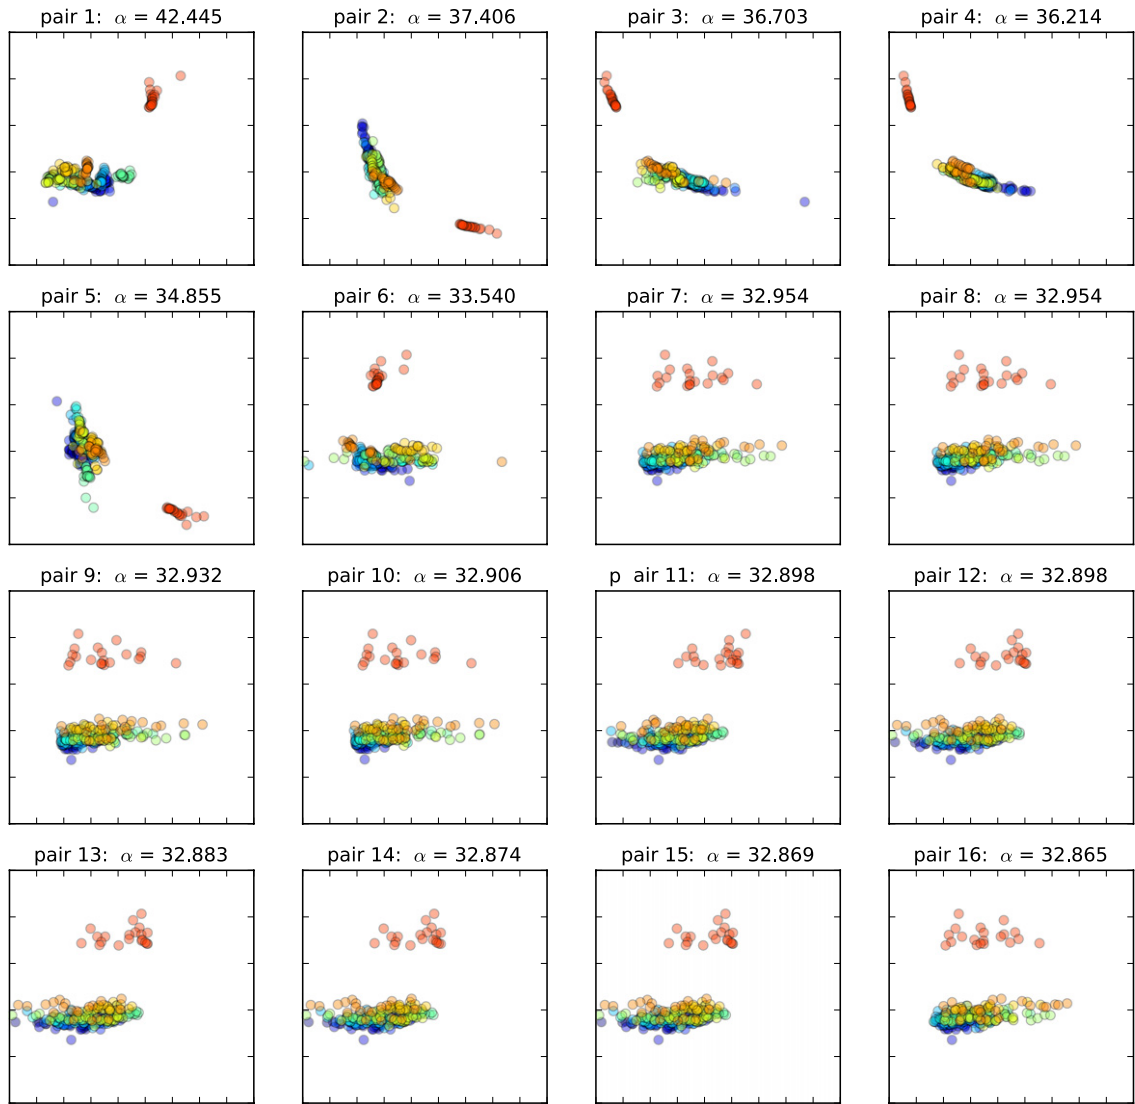 pair 1: α = 42.445
pair 2: α = 37.406
pair 3: α = 36.703
pair 4: α = 36.214
pair 5: α = 34.855
pair 6: α = 33.540
pair 7: α = 32.954
pair 8: α = 32.954
pair 9: α = 32.932
pair 10: α = 32.906
p air 11: α = 32.898
pair 12: α = 32.898
pair 13: α = 32.883
pair 14: α = 32.874
pair 15: α = 32.869
pair 16: α = 32.865